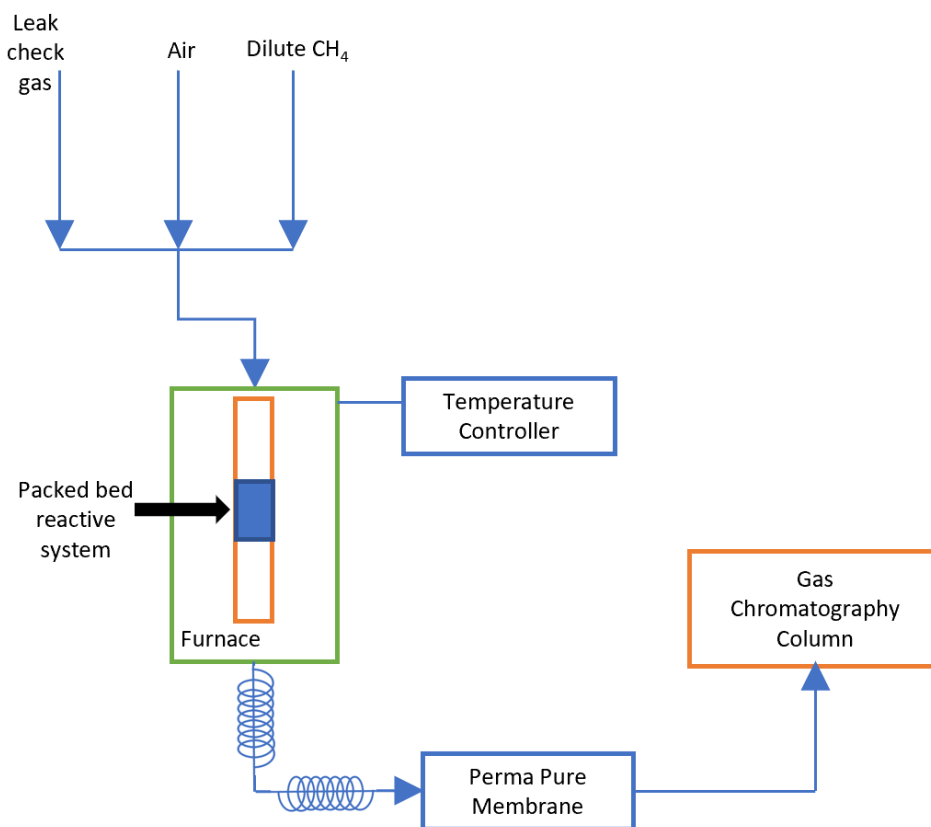 Leak
check
gas
Air
Dilute CH₄
Temperature
Controller
Packed bed
reactive
system
Furnace
Gas
Chromatography
Column
Perma Pure
Membrane